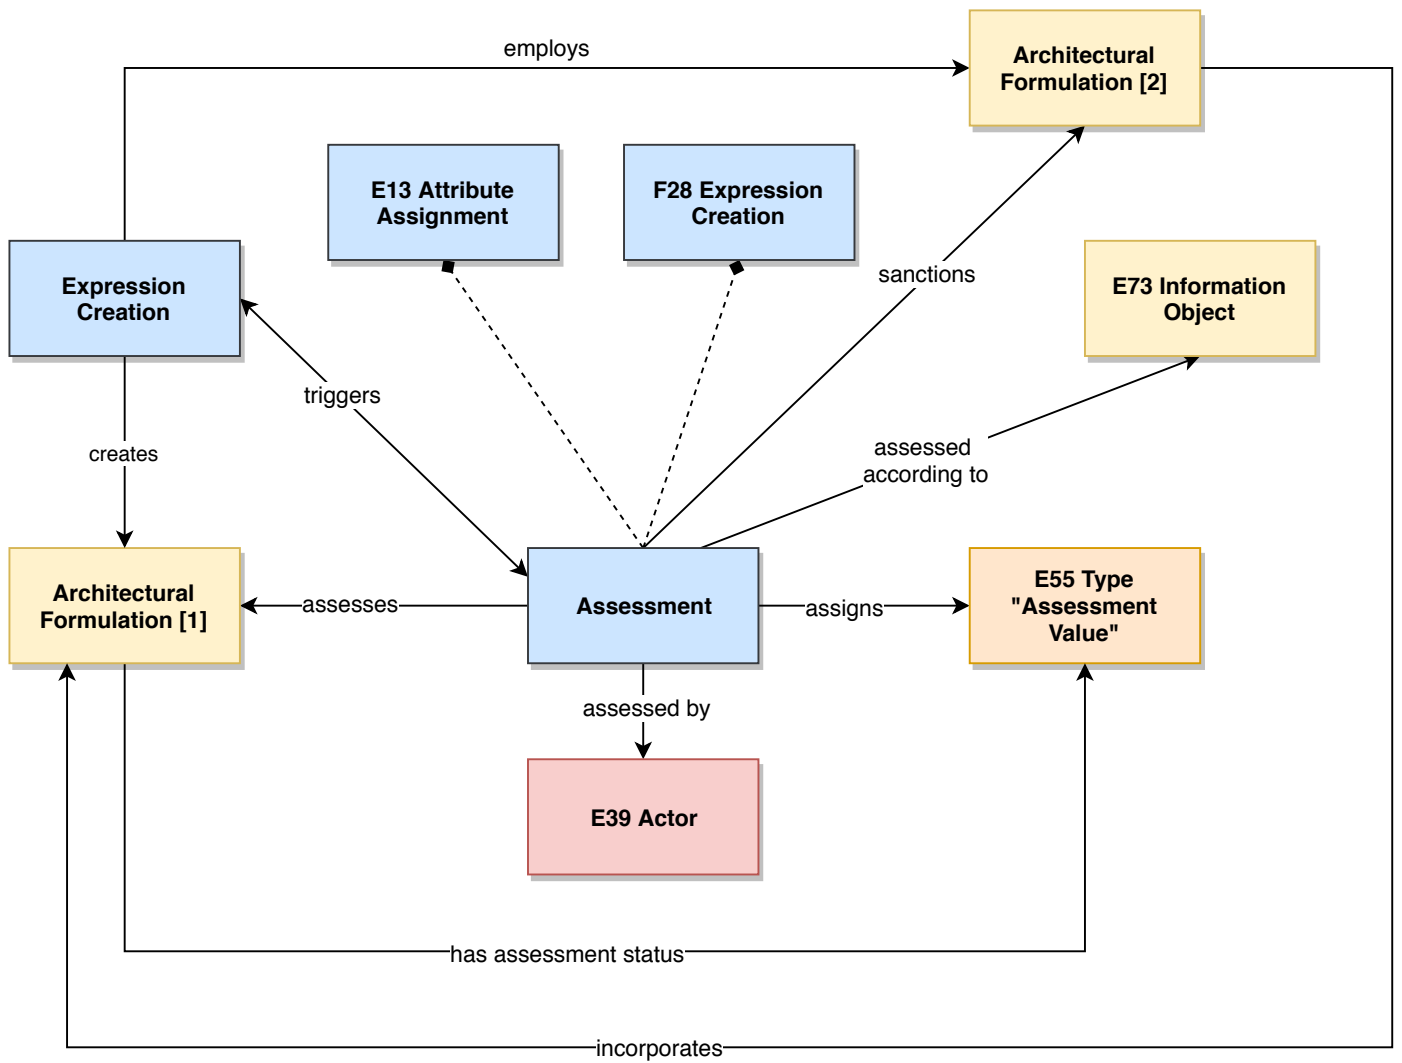 employs
Architectural
Formulation [2]
E13 Attribute
Assignment
F28 Expression
Creation
Expression
Creation
sanctions
E73 Information
Object
triggers
creates
assessed
according to
Architectural
Formulation [1]
assesses
Assessment
assigns
E55 Type
"Assessment
Value"
assessed by
E39 Actor
has assessment status
incorporates